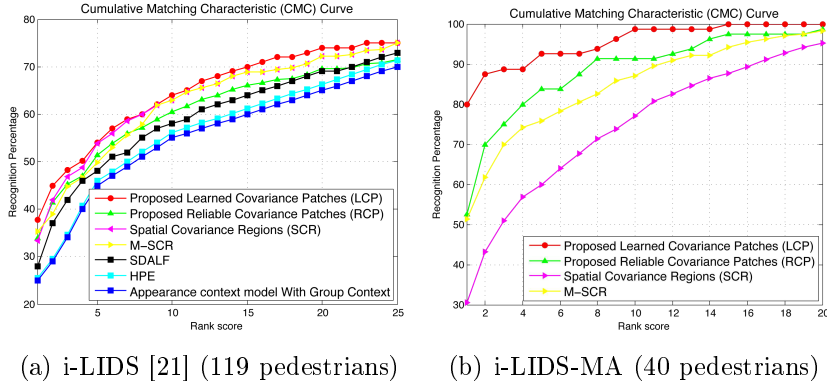 Cumulative Matching Characteristic (CMC) Curve
Recognition Percentage
80
70
60
50
40
30
20
5
10
15
20
25
Rank score
Proposed Learned Covariance Patches (LCP)
Proposed Reliable Covariance Patches (RCP)
Spatial Covariance Regions (SCR)
M-SCR
SDALF
HPE
Appearance context model With Group Context
(a) i-LIDS [21] (119 pedestrians)
Cumulative Matching Characteristic (CMC) Curve
Recognition Percentage
100
90
80
70
60
50
40
30
2
4
6
8
10
12
14
16
18
20
Rank score
Proposed Learned Covariance Patches (LCP)
Proposed Reliable Covariance Patches (RCP)
Spatial Covariance Regions (SCR)
M-SCR
(b) i-LIDS-MA (40 pedestrians)